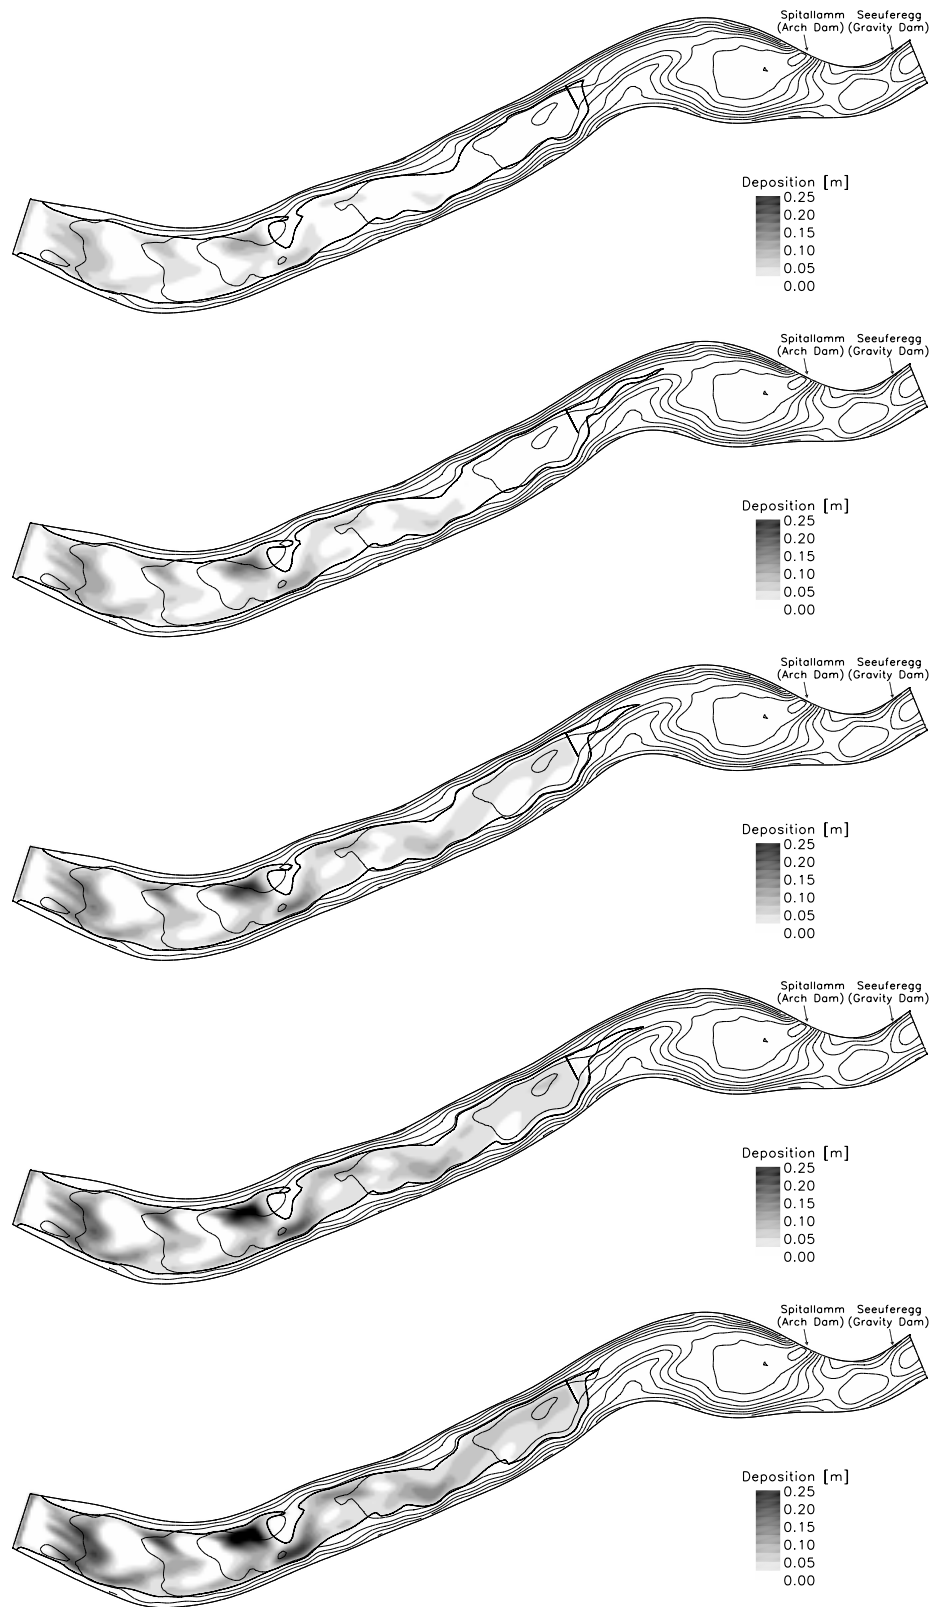 Spitallamm Seeuferegg
(Arch Dam) (Gravity Dam)
Deposition [m]
0.25
0.20
0.15
0.10
0.05
0.00
Spitallamm Seeuferegg
(Arch Dam) (Gravity Dam)
Deposition [m]
0.25
0.20
0.15
0.10
0.05
0.00
Spitallamm Seeuferegg
(Arch Dam) (Gravity Dam)
Deposition [m]
0.25
0.20
0.15
0.10
0.05
0.00
Spitallamm Seeuferegg
(Arch Dam) (Gravity Dam)
Deposition [m]
0.25
0.20
0.15
0.10
0.05
0.00
Spitallamm Seeuferegg
(Arch Dam) (Gravity Dam)
Deposition [m]
0.25
0.20
0.15
0.10
0.05
0.00